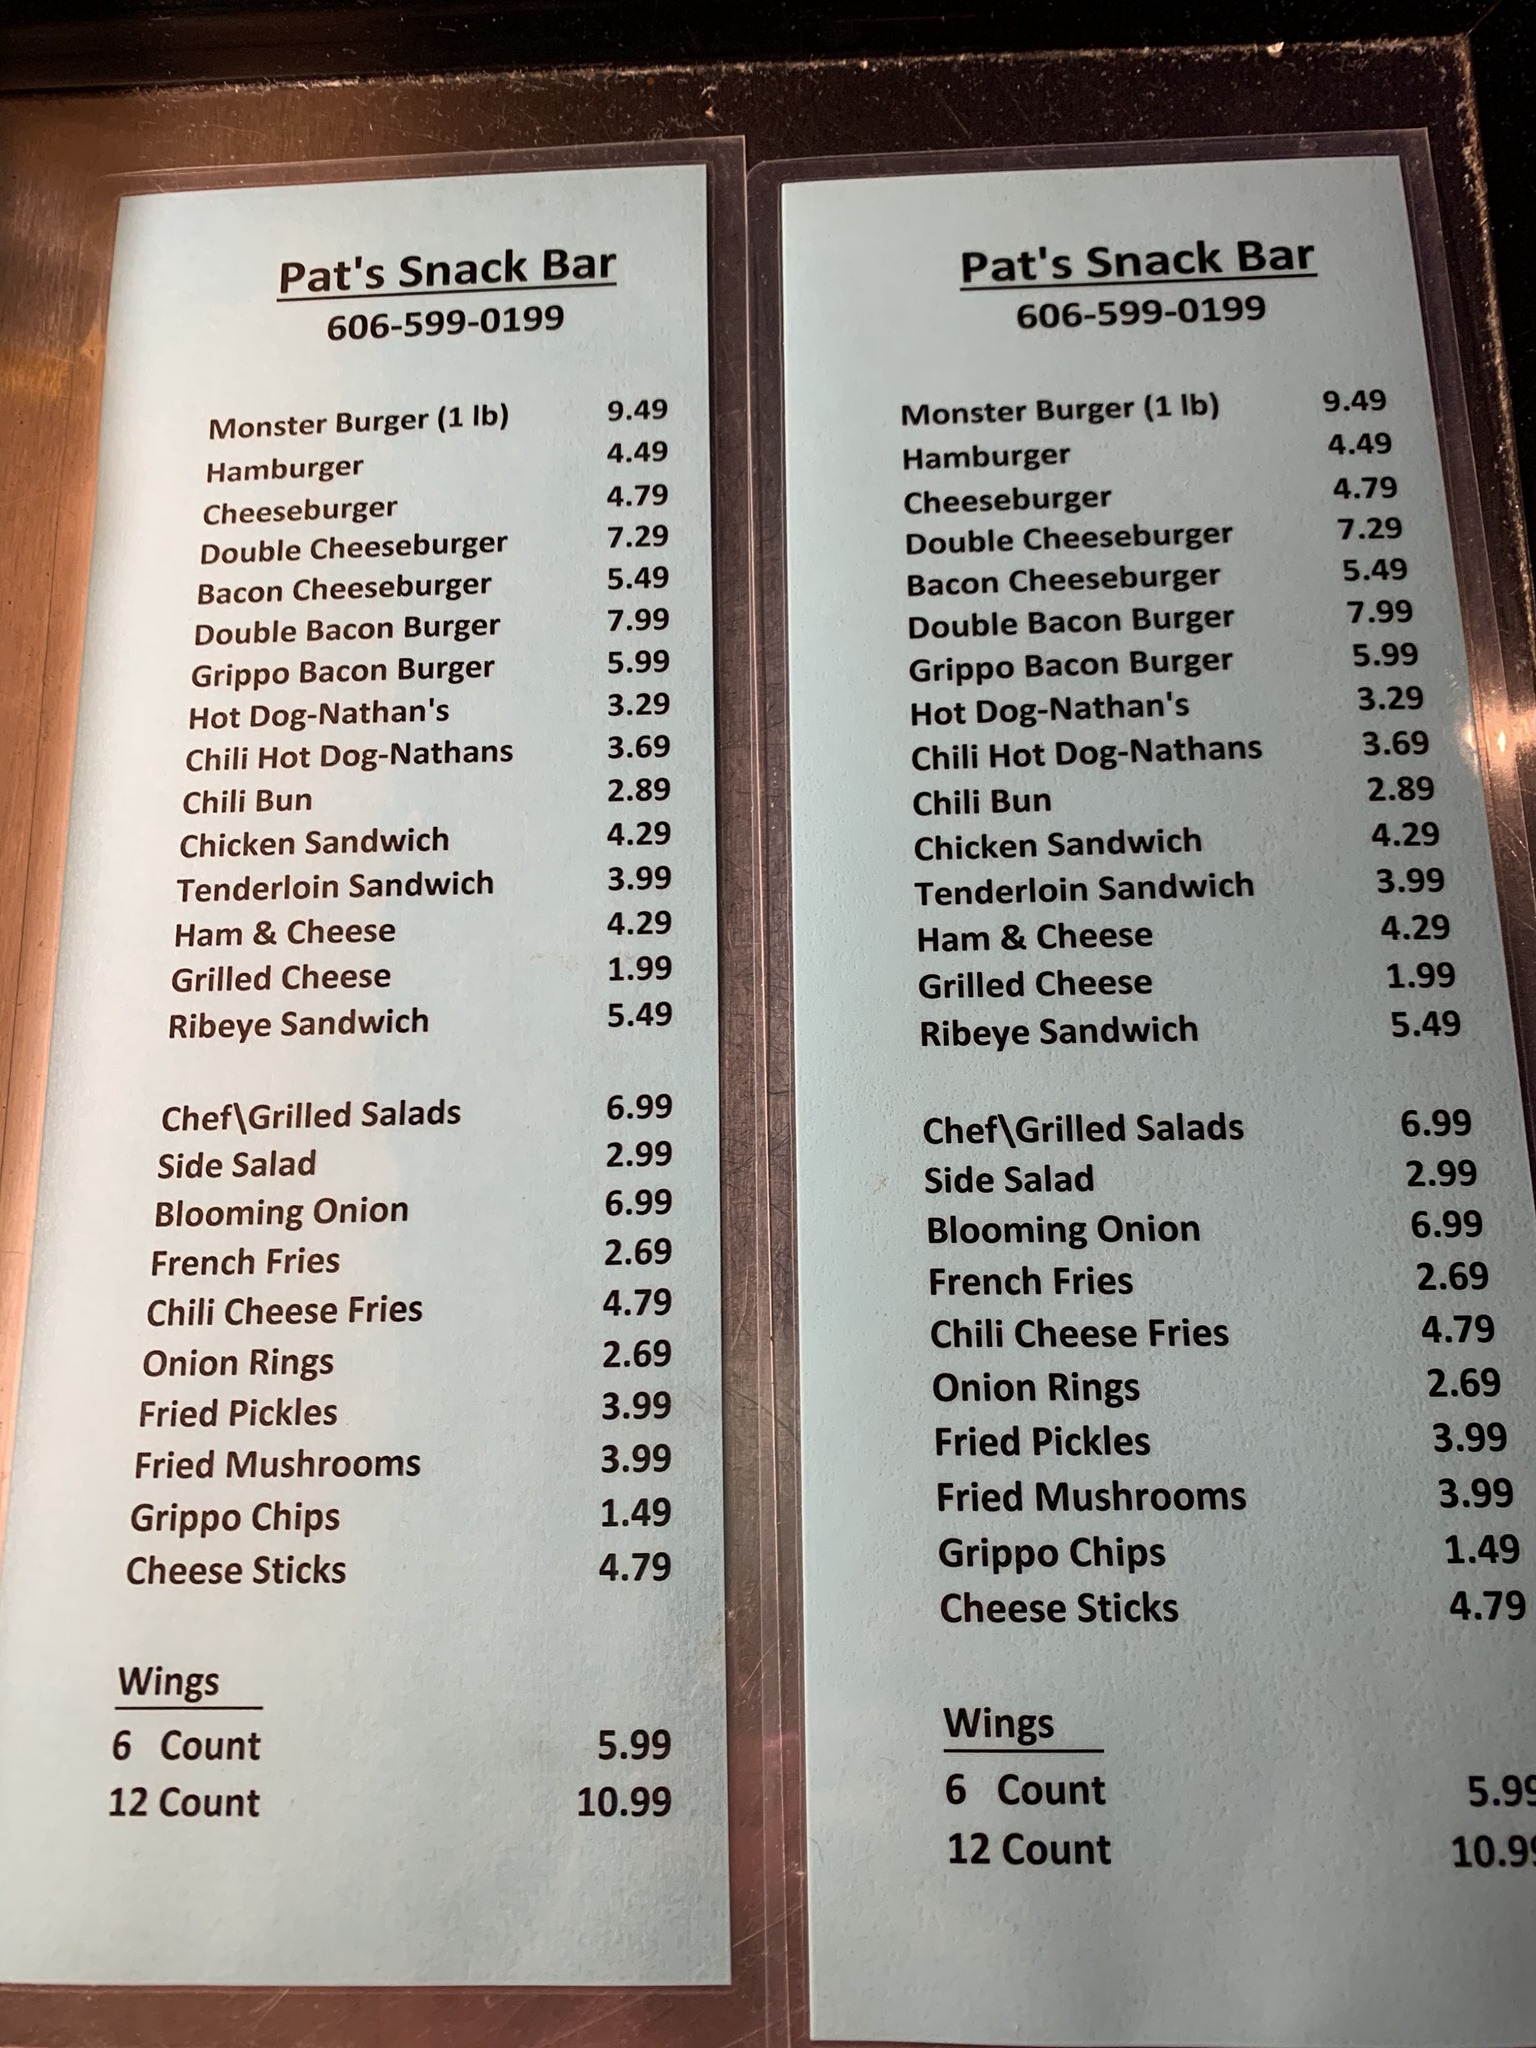 Pat's Snack Bar
606-599-0199
Monster Burger (1 lb) 9.49
Hamburger 4.49
Cheeseburger 4.79
Double Cheeseburger 7.29
Bacon Cheeseburger 5.49
Double Bacon Burger 7.99
Grippo Bacon Burger 5.99
Hot Dog-Nathan's 3.29
Chili Hot Dog-Nathans 3.69
Chili Bun 2.89
Chicken Sandwich 4.29
Tenderloin Sandwich 3.99
Ham & Cheese 4.29
Grilled Cheese 1.99
Ribeye Sandwich 5.49
Chef\Grilled Salads 6.99
Side Salad 2.99
Blooming Onion 6.99
French Fries 2.69
Chili Cheese Fries 4.79
Onion Rings 2.69
Fried Pickles 3.99
Fried Mushrooms 3.99
Grippo Chips 1.49
Cheese Sticks 4.79
Wings
6 Count 5.99
12 Count 10.99
Pat's Snack Bar
606-599-0199
Monster Burger (1 lb) 9.49
Hamburger 4.49
Cheeseburger 4.79
Double Cheeseburger 7.29
Bacon Cheeseburger 5.49
Double Bacon Burger 7.99
Grippo Bacon Burger 5.99
Hot Dog-Nathan's 3.29
Chili Hot Dog-Nathans 3.69
Chili Bun 2.89
Chicken Sandwich 4.29
Tenderloin Sandwich 3.99
Ham & Cheese 4.29
Grilled Cheese 1.99
Ribeye Sandwich 5.49
Chef\Grilled Salads 6.99
Side Salad 2.99
Blooming Onion 6.99
French Fries 2.69
Chili Cheese Fries 4.79
Onion Rings 2.69
Fried Pickles 3.99
Fried Mushrooms 3.99
Grippo Chips 1.49
Cheese Sticks 4.79
Wings
6 Count 5.99
12 Count 10.99